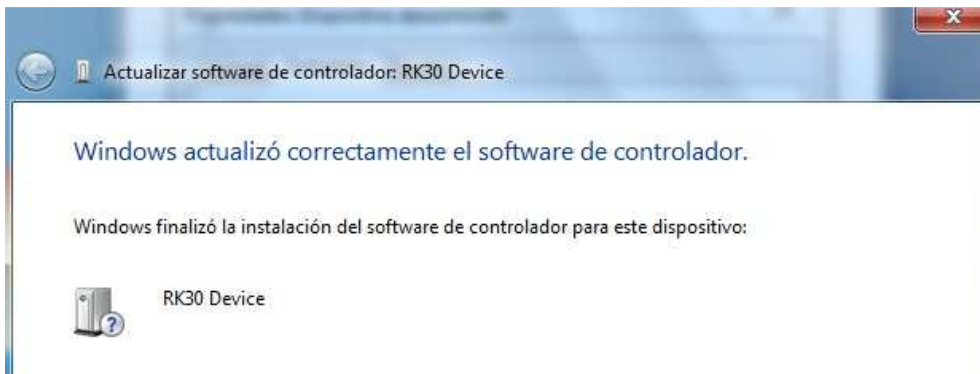 Actualizar software de controlador: RK30 Device
Windows actualizó correctamente el software de controlador.
Windows finalizó la instalación del software de controlador para este dispositivo:
RK30 Device